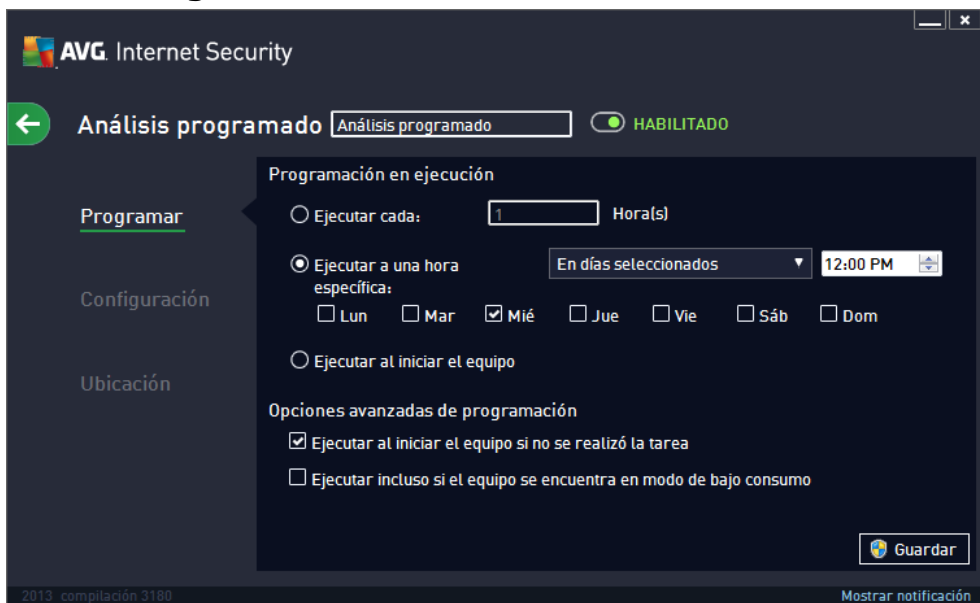 AVG. Internet Security
Análisis programado Análisis programado HABILITADO
Programar
Configuración
Ubicación
Programación en ejecución
Ejecutar cada: 1 Hora(s)
Ejecutar a una hora específica: En días seleccionados 12:00 PM
Lun Mar Mié Jue Vie Sáb Dom
Ejecutar al iniciar el equipo
Opciones avanzadas de programación
Ejecutar al iniciar el equipo si no se realizó la tarea
Ejecutar incluso si el equipo se encuentra en modo de bajo consumo
Guardar
2013 compilación 3180 Mostrar notificación